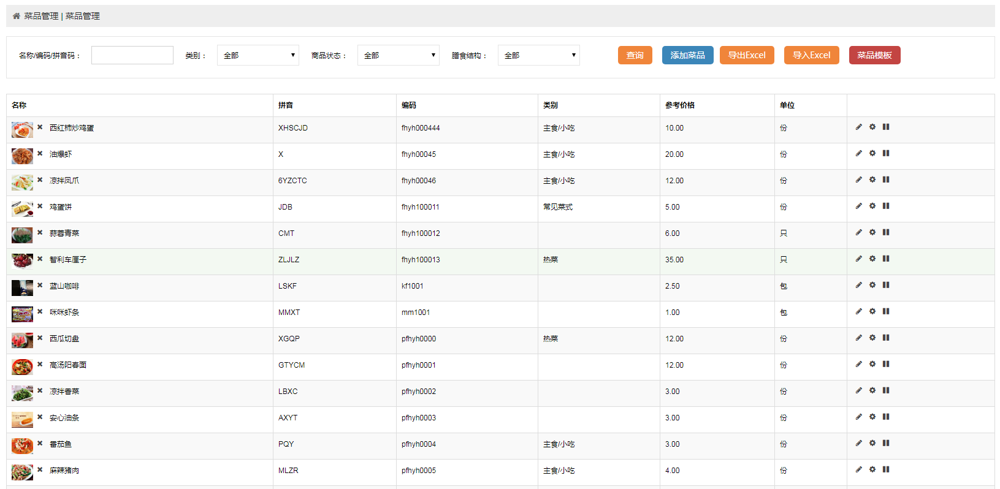 菜品管理 | 菜品管理
名称/编码/拼音码： 类别： 全部 商品状态： 全部 膳食结构： 全部 查询 添加菜品 导出Excel 导入Excel 菜品模板
名称 拼音 编码 类别 参考价格 单位
西红柿炒鸡蛋 XHSCJD fhyh000444 主食/小吃 10.00 份
油爆虾 X fhyh00045 主食/小吃 20.00 份
凉拌凤爪 6YZCTC fhyh00046 主食/小吃 12.00 份
鸡蛋饼 JDB fhyh100011 常见菜式 5.00 份
蒜蓉青菜 CMT fhyh100012 6.00 只
智利车厘子 ZLJLZ fhyh100013 热菜 35.00 只
蓝山咖啡 LSKF kf1001 2.50 包
咪咪虾条 MMXT mm1001 1.00 包
西瓜切盘 XGQP pfhyh0000 热菜 12.00 份
高汤阳春面 GTYCM pfhyh0001 12.00 份
凉拌香菜 LBXC pfhyh0002 3.00 份
安心油条 AXYT pfhyh0003 3.00 份
番茄鱼 PQY pfhyh0004 主食/小吃 3.00 份
麻辣猪肉 MLZR pfhyh0005 主食/小吃 4.00 份